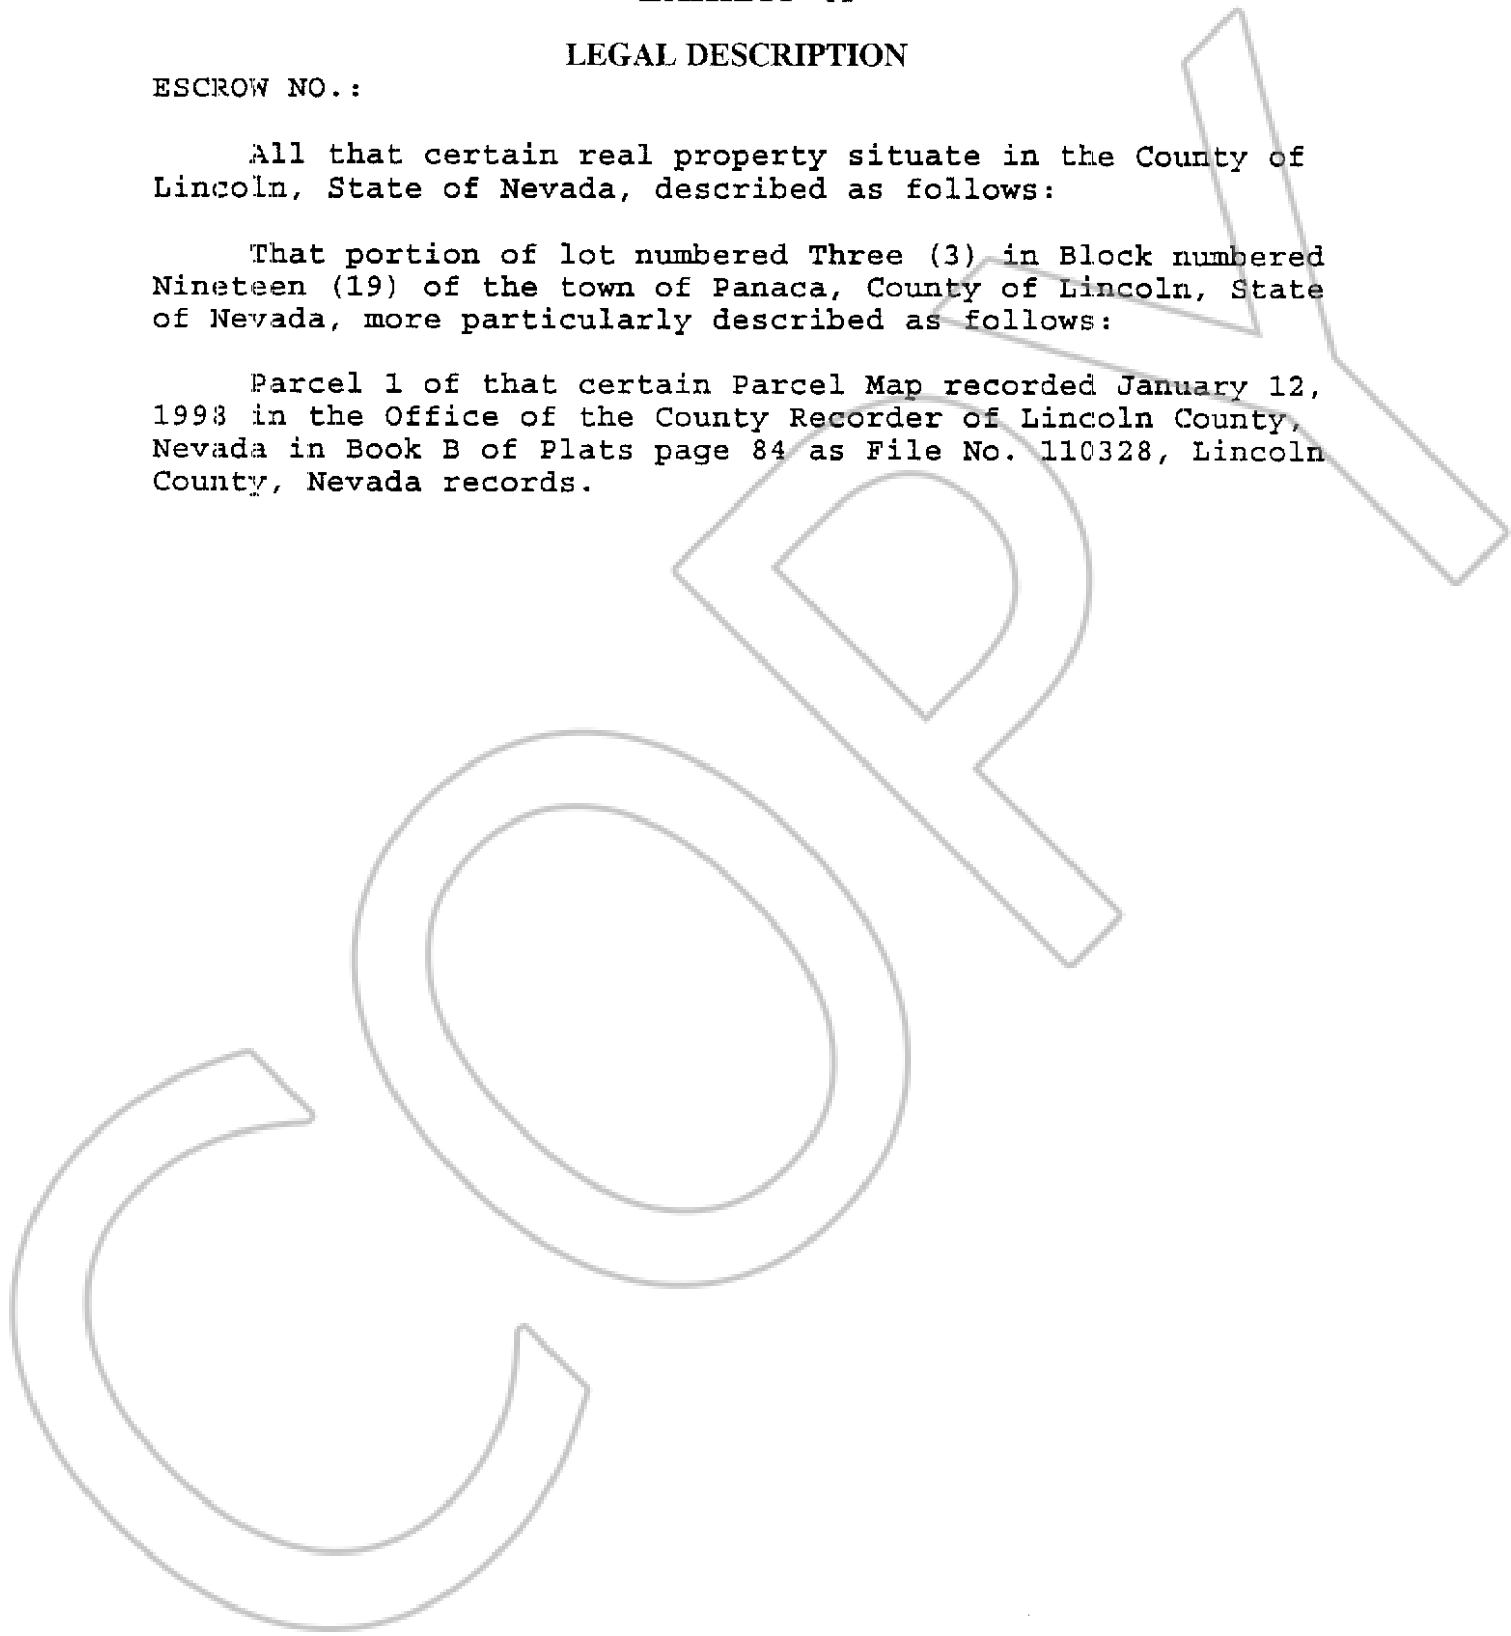 LEGAL DESCRIPTION
ESCROW NO.:
All that certain real property situate in the County of
Lincoln, State of Nevada, described as follows:
That portion of lot numbered Three (3) in Block numbered
Nineteen (19) of the town of Panaca, County of Lincoln, State
of Nevada, more particularly described as follows:
Parcel 1 of that certain Parcel Map recorded January 12,
1998 in the Office of the County Recorder of Lincoln County,
Nevada in Book B of Plats page 84 as File No. 110328, Lincoln
County, Nevada records.
COPY